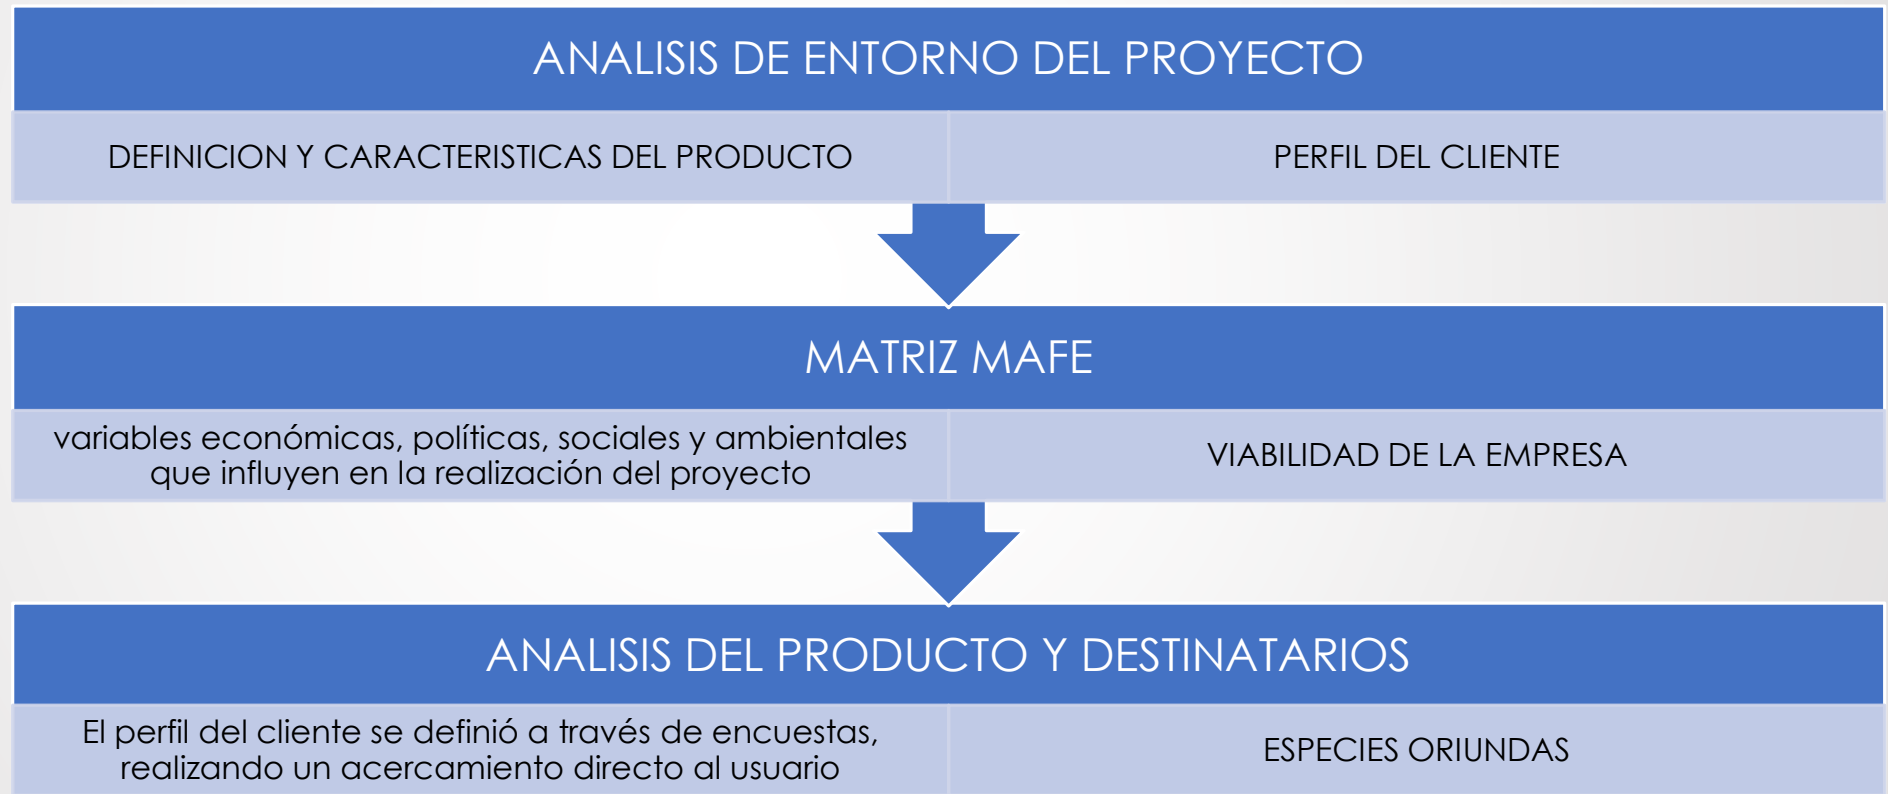 ANALISIS DE ENTORNO DEL PROYECTO
DEFINICION Y CARACTERISTICAS DEL PRODUCTO
PERFIL DEL CLIENTE
MATRIZ MAFE
variables económicas, políticas, sociales y ambientales
que influyen en la realización del proyecto
VIABILIDAD DE LA EMPRESA
ANALISIS DEL PRODUCTO Y DESTINATARIOS
El perfil del cliente se definió a través de encuestas,
realizando un acercamiento directo al usuario
ESPECIES ORIUNDAS